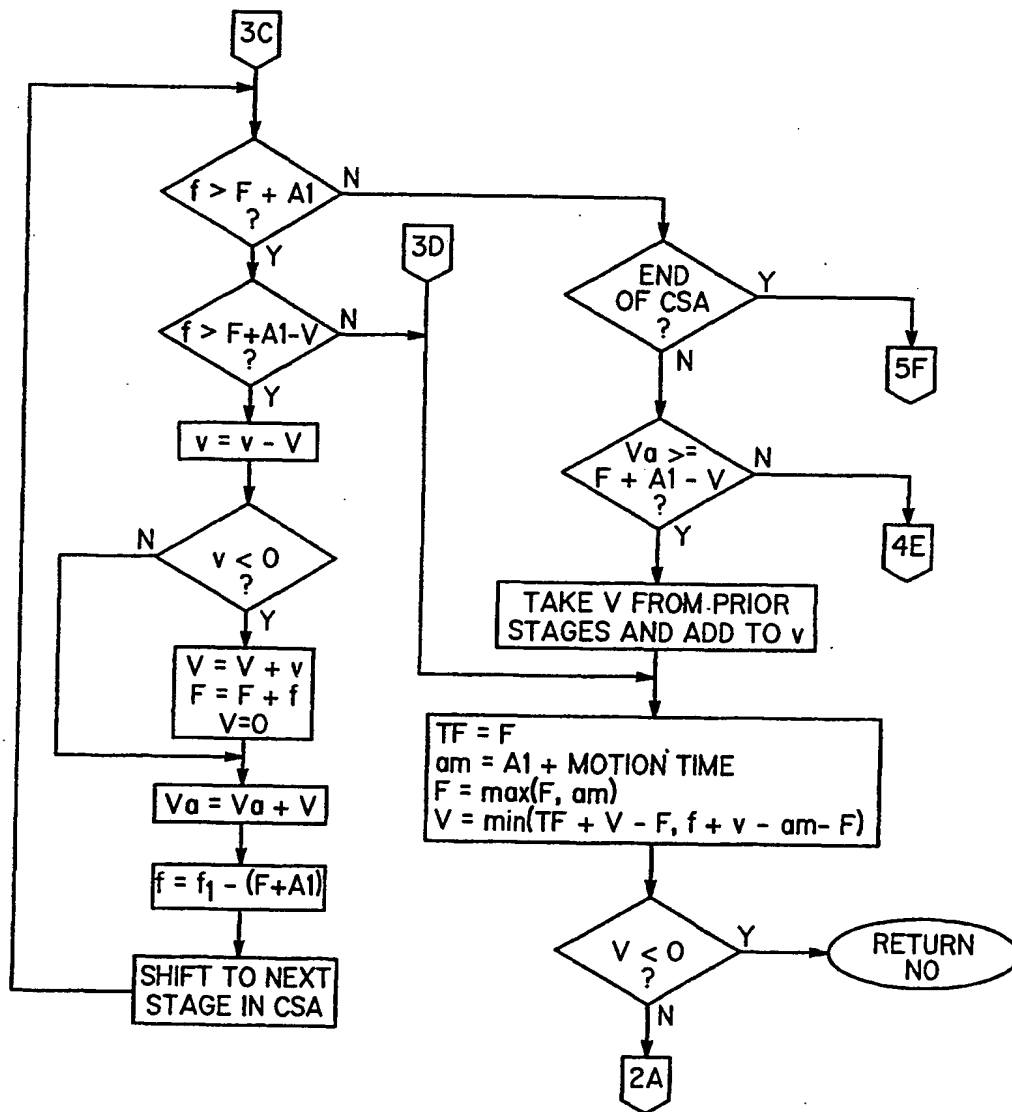 3C
f > F + A1
?
N
Y
f > F+A1-V
?
N
Y
v = v - V
v < 0
?
N
Y
V = V + v
F = F + f
V=0
Va = Va + V
f = f1 - (F+A1)
SHIFT TO NEXT
STAGE IN CSA
3D
END
OF CSA
?
Y
N
5F
Va >=
F + A1 - V
?
N
Y
4E
TAKE V FROM PRIOR
STAGES AND ADD TO v
TF = F
am = A1 + MOTION TIME
F = max(F, am)
V = min(TF + V - F, f + v - am - F)
V < 0
?
Y
N
RETURN
NO
2A